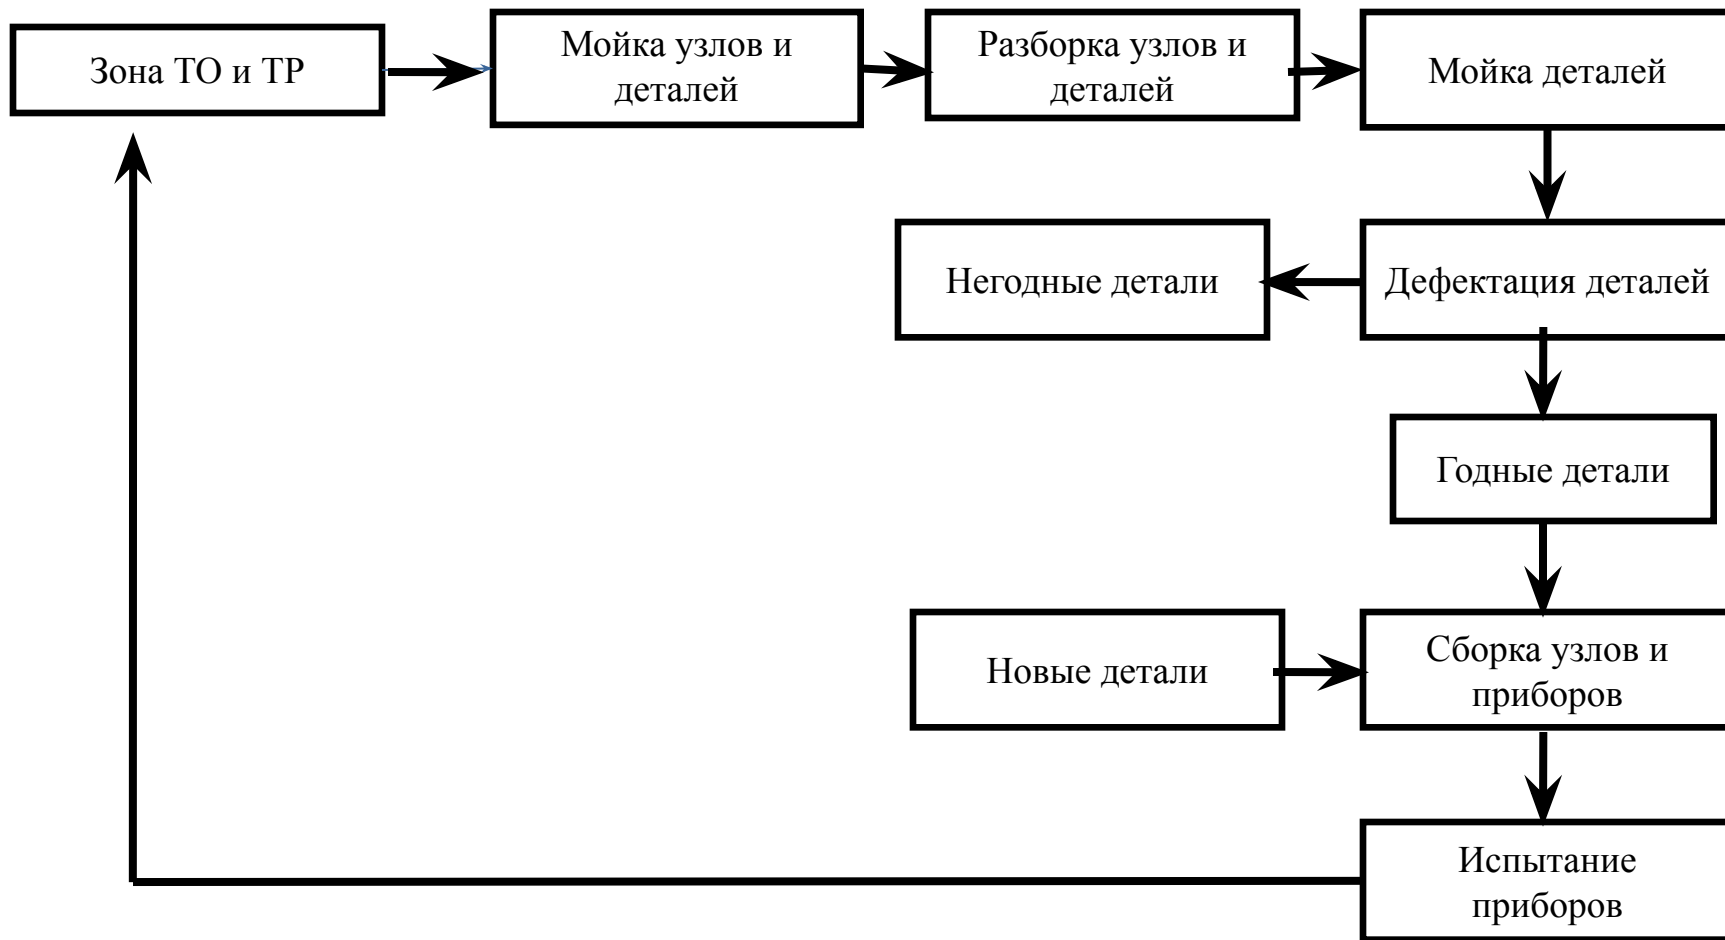 Зона ТО и ТР
Мойка узлов и
деталей
Разборка узлов и
деталей
Мойка деталей
Негодные детали
Дефектация деталей
Годные детали
Новые детали
Сборка узлов и
приборов
Испытание
приборов